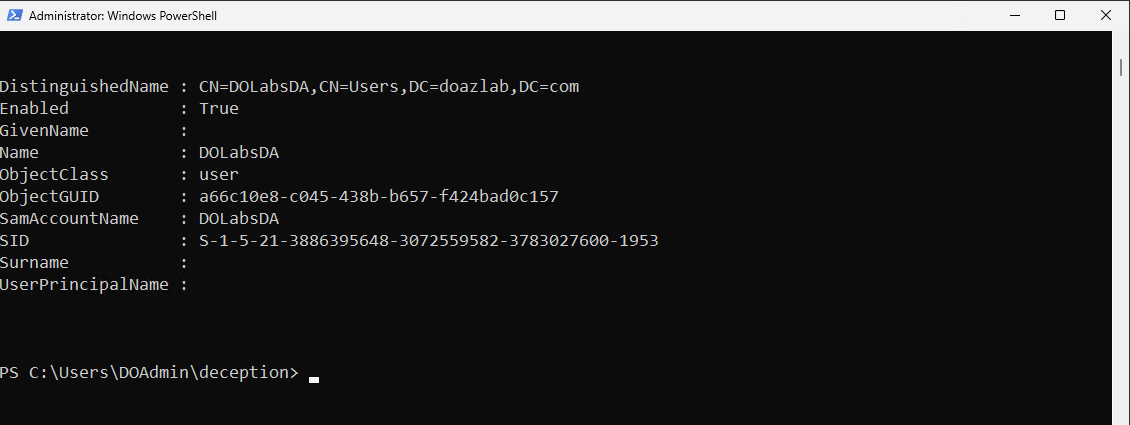 Administrator: Windows PowerShell
DistinguishedName : CN=DOLabsDA,CN=Users,DC=doazlab,DC=com
Enabled           : True
GivenName         :
Name              : DOLabsDA
ObjectClass       : user
ObjectGUID        : a66c10e8-c045-438b-b657-f424bad0c157
SamAccountName    : DOLabsDA
SID               : S-1-5-21-3886395648-3072559582-3783027600-1953
Surname           :
UserPrincipalName :
PS C:\Users\DOAdmin\deception>